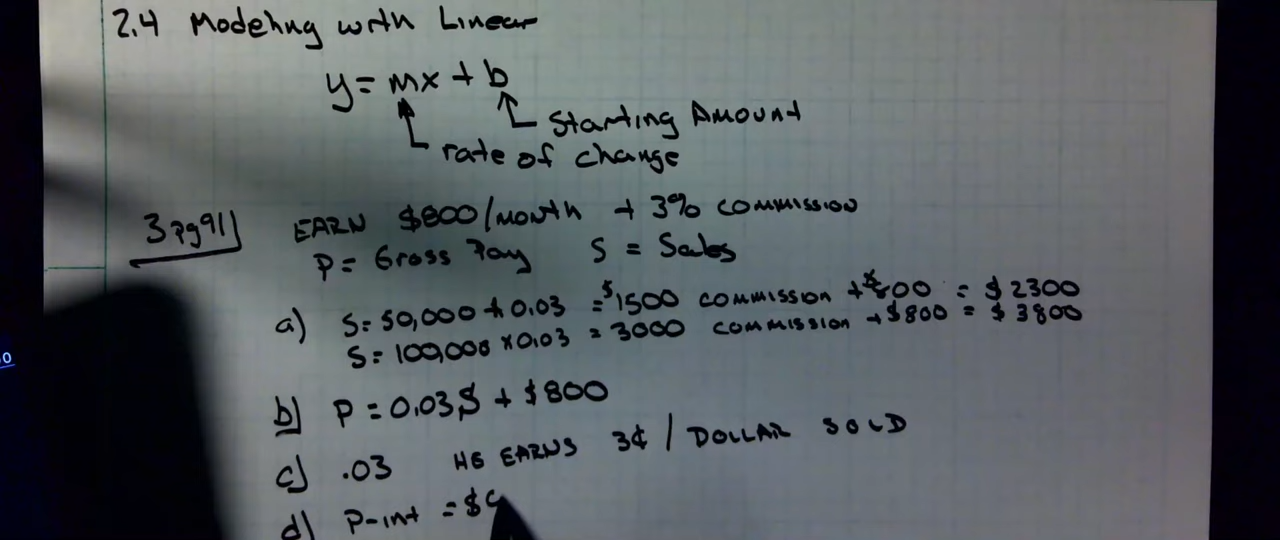 2.4 Modeling with Linear
y = mx + b
Starting Amount
rate of change
3 pg 91 EARN $800/MONTH + 3% COMMISSION
P = Gross Pay S = Sales
a) S = 50,000 x 0.03 = $1500 COMMISSION + $800 = $2300
S = 100,000 x 0.03 = 3000 COMMISSION + $800 = $3800
b) P = 0.03S + $800
c) .03 HE EARNS 3¢ / DOLLAR SOLD
d) P-int = $